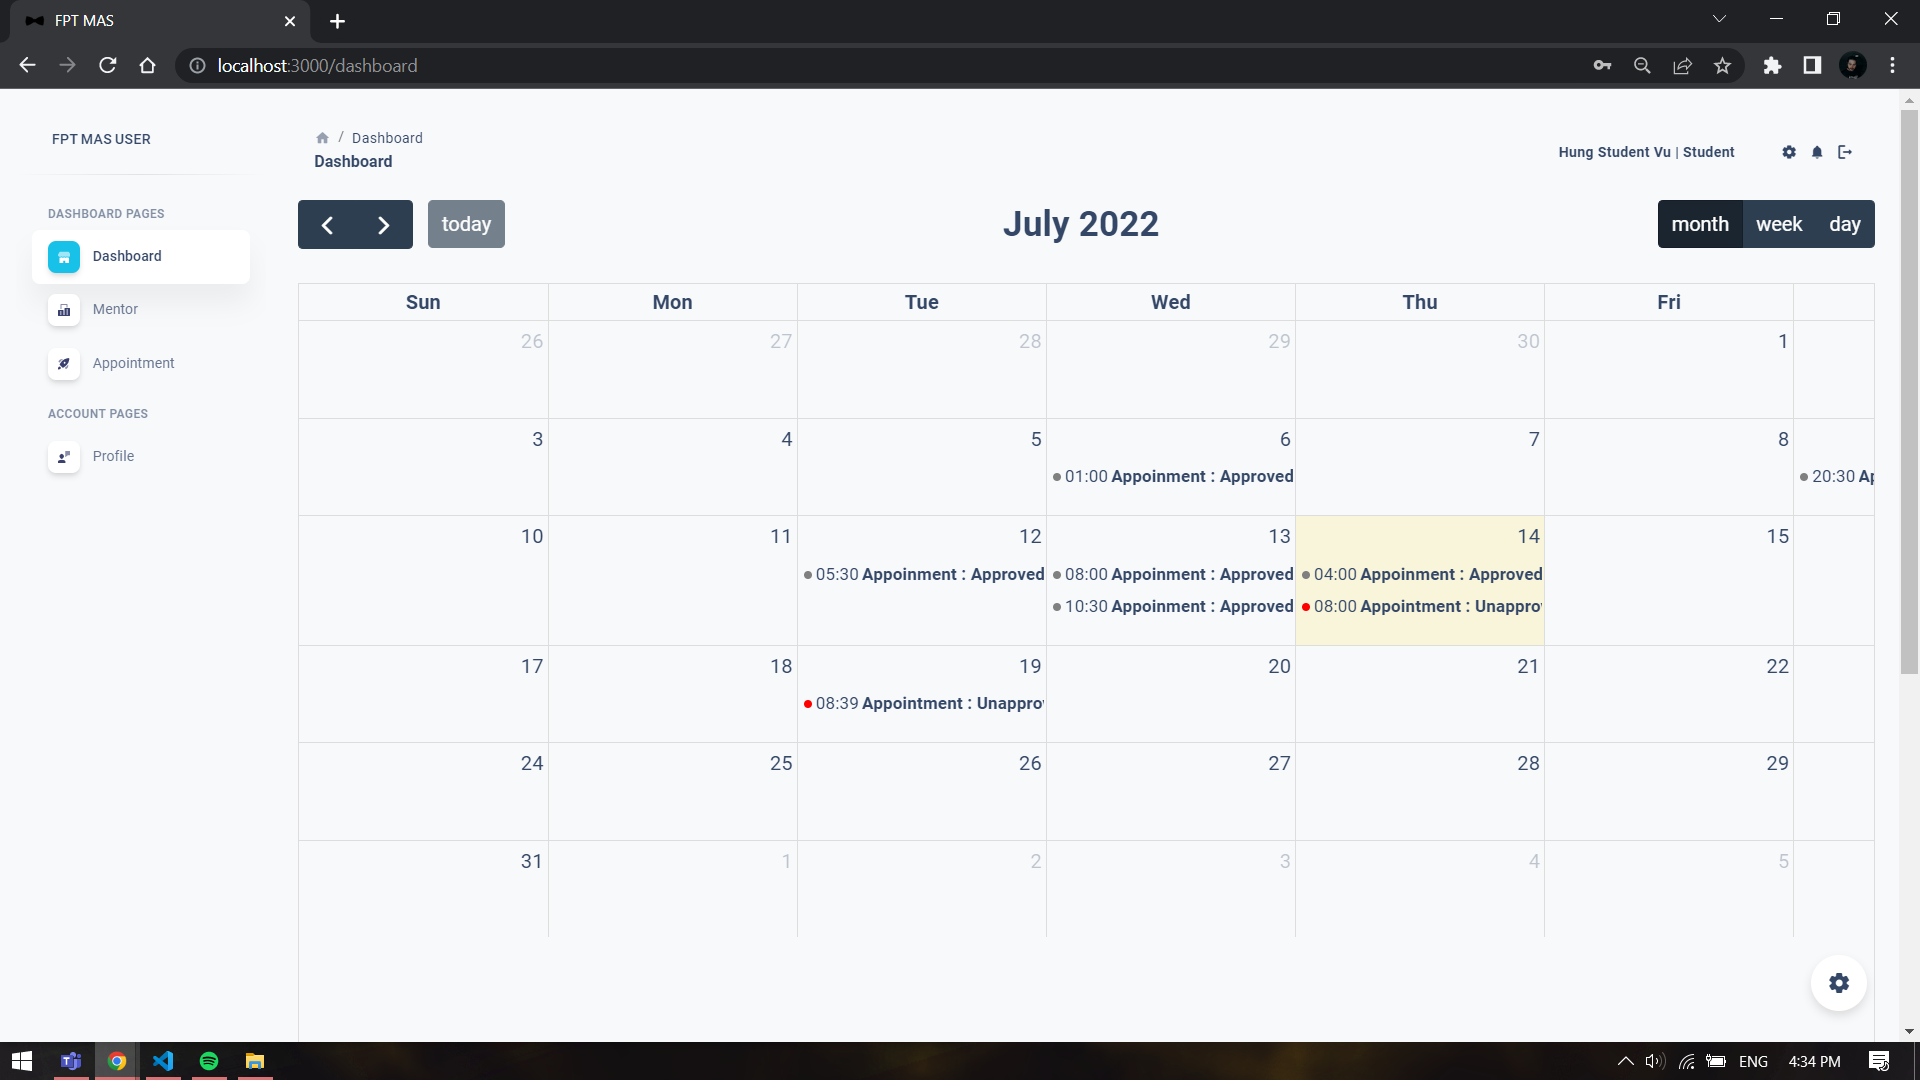 FPT MAS
localhost:3000/dashboard
FPT MAS USER
/ Dashboard
Dashboard
Hung Student Vu | Student
DASHBOARD PAGES
Dashboard
Mentor
Appointment
ACCOUNT PAGES
Profile
today
July 2022
month week day
Sun Mon Tue Wed Thu Fri
26 27 28 29 30 1
3 4 5 6 7 8
01:00 Appoinment : Approved
20:30
10 11 12 13 14 15
05:30 Appoinment : Approved 08:00 Appoinment : Approved 04:00 Appoinment : Approved
10:30 Appoinment : Approved 08:00 Appointment : Unappro
17 18 19 20 21 22
08:39 Appointment : Unappro
24 25 26 27 28 29
31 1 2 3 4 5
ENG 4:34 PM